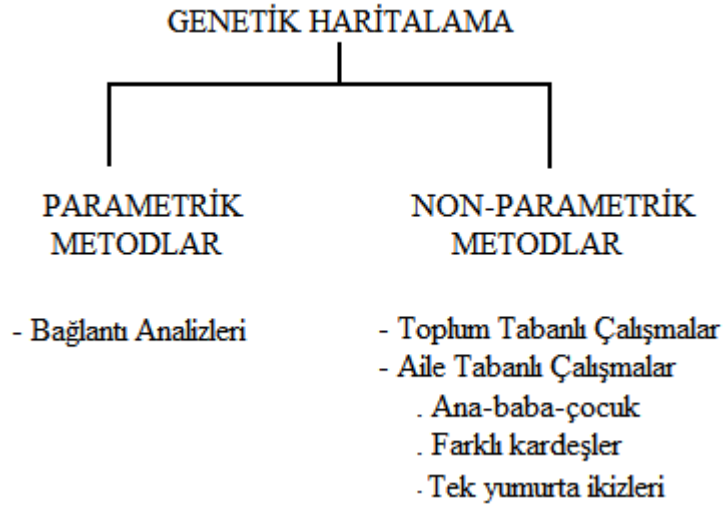 GENETİK HARİTALAMA
PARAMETRİK
METODLAR
- Bağlantı Analizleri
NON-PARAMETRİK
METODLAR
- Toplum Tabanlı Çalışmalar
- Aile Tabanlı Çalışmalar
. Ana-baba-çocuk
. Farklı kardeşler
. Tek yumurta ikizleri